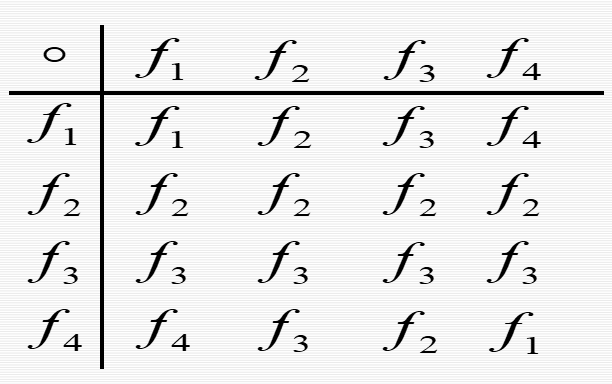 ∘ f₁ f₂ f₃ f₄
f₁ f₁ f₂ f₃ f₄
f₂ f₂ f₂ f₂ f₂
f₃ f₃ f₃ f₃ f₃
f₄ f₄ f₃ f₂ f₁